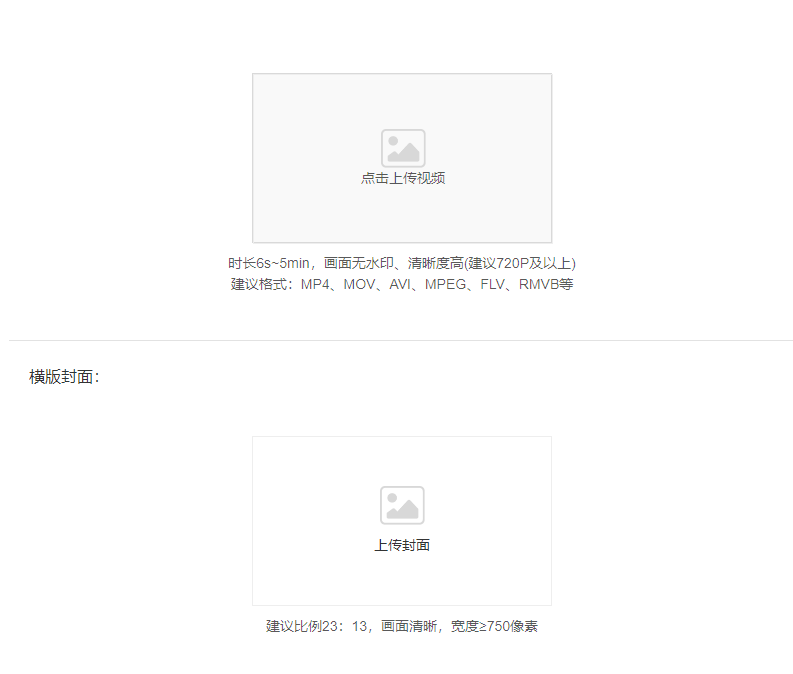 点击上传视频
时长6s~5min，画面无水印、清晰度高(建议720P及以上)
建议格式：MP4、MOV、AVI、MPEG、FLV、RMVB等
横版封面：
上传封面
建议比例23：13，画面清晰，宽度≥750像素